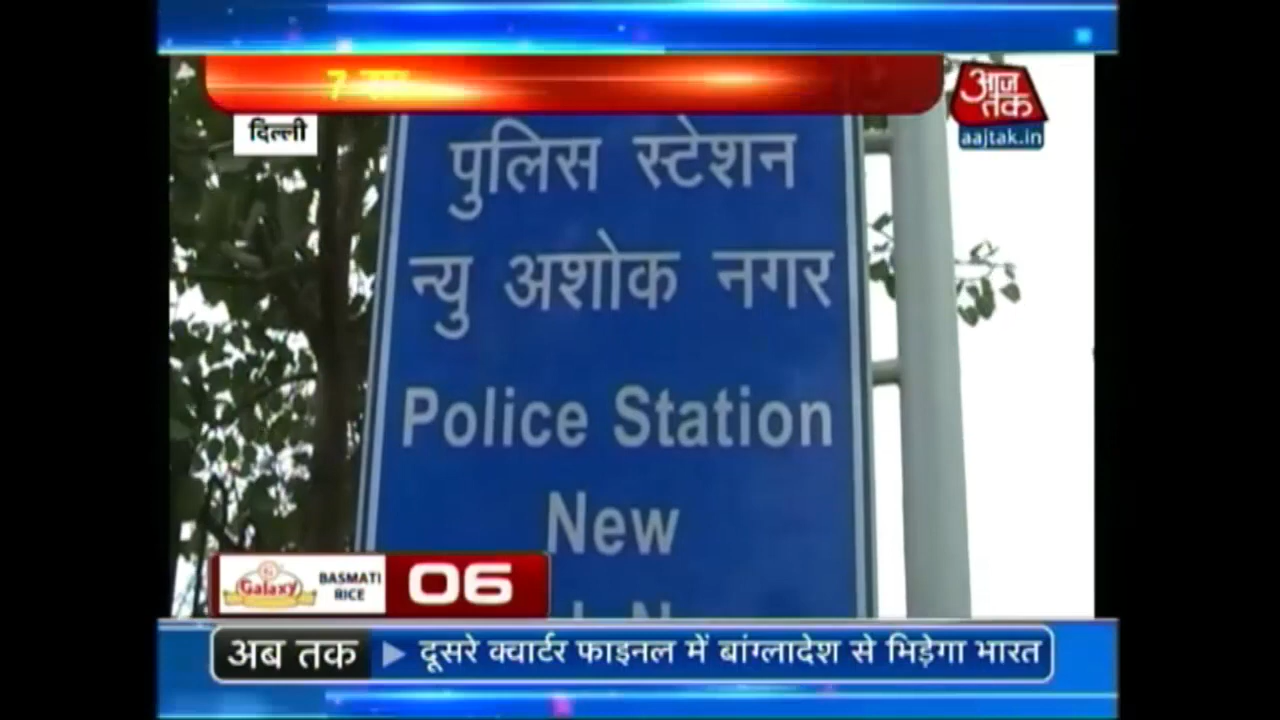 आज
तक
aajtak.in
दिल्ली
पुलिस स्टेशन
न्यु अशोक नगर
Police Station
New
Galaxy
BASMATI
RICE
06
अब तक
दूसरे क्वार्टर फाइनल में बांग्लादेश से भिड़ेगा भारत